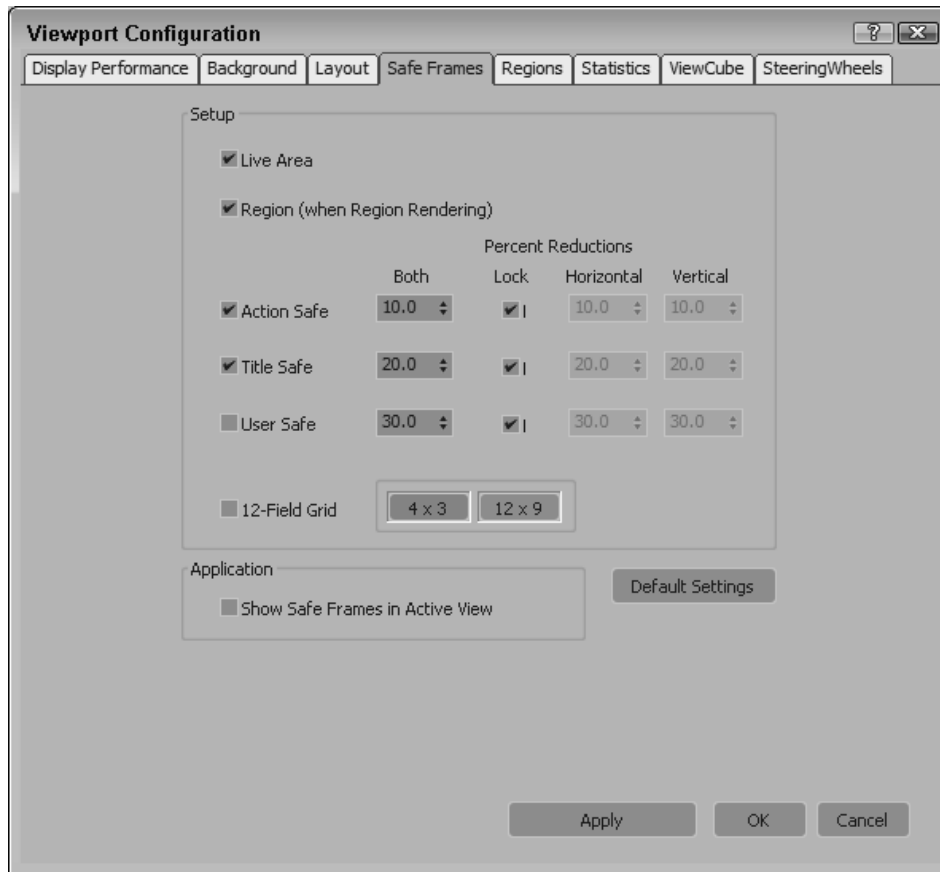 Viewport Configuration
Display Performance Background Layout Safe Frames Regions Statistics ViewCube SteeringWheels
Setup
Live Area
Region (when Region Rendering)
Percent Reductions
Both Lock Horizontal Vertical
Action Safe 10.0 10.0 10.0
Title Safe 20.0 20.0 20.0
User Safe 30.0 30.0 30.0
12-Field Grid 4 x 3 12 x 9
Application
Show Safe Frames in Active View
Default Settings
Apply OK Cancel